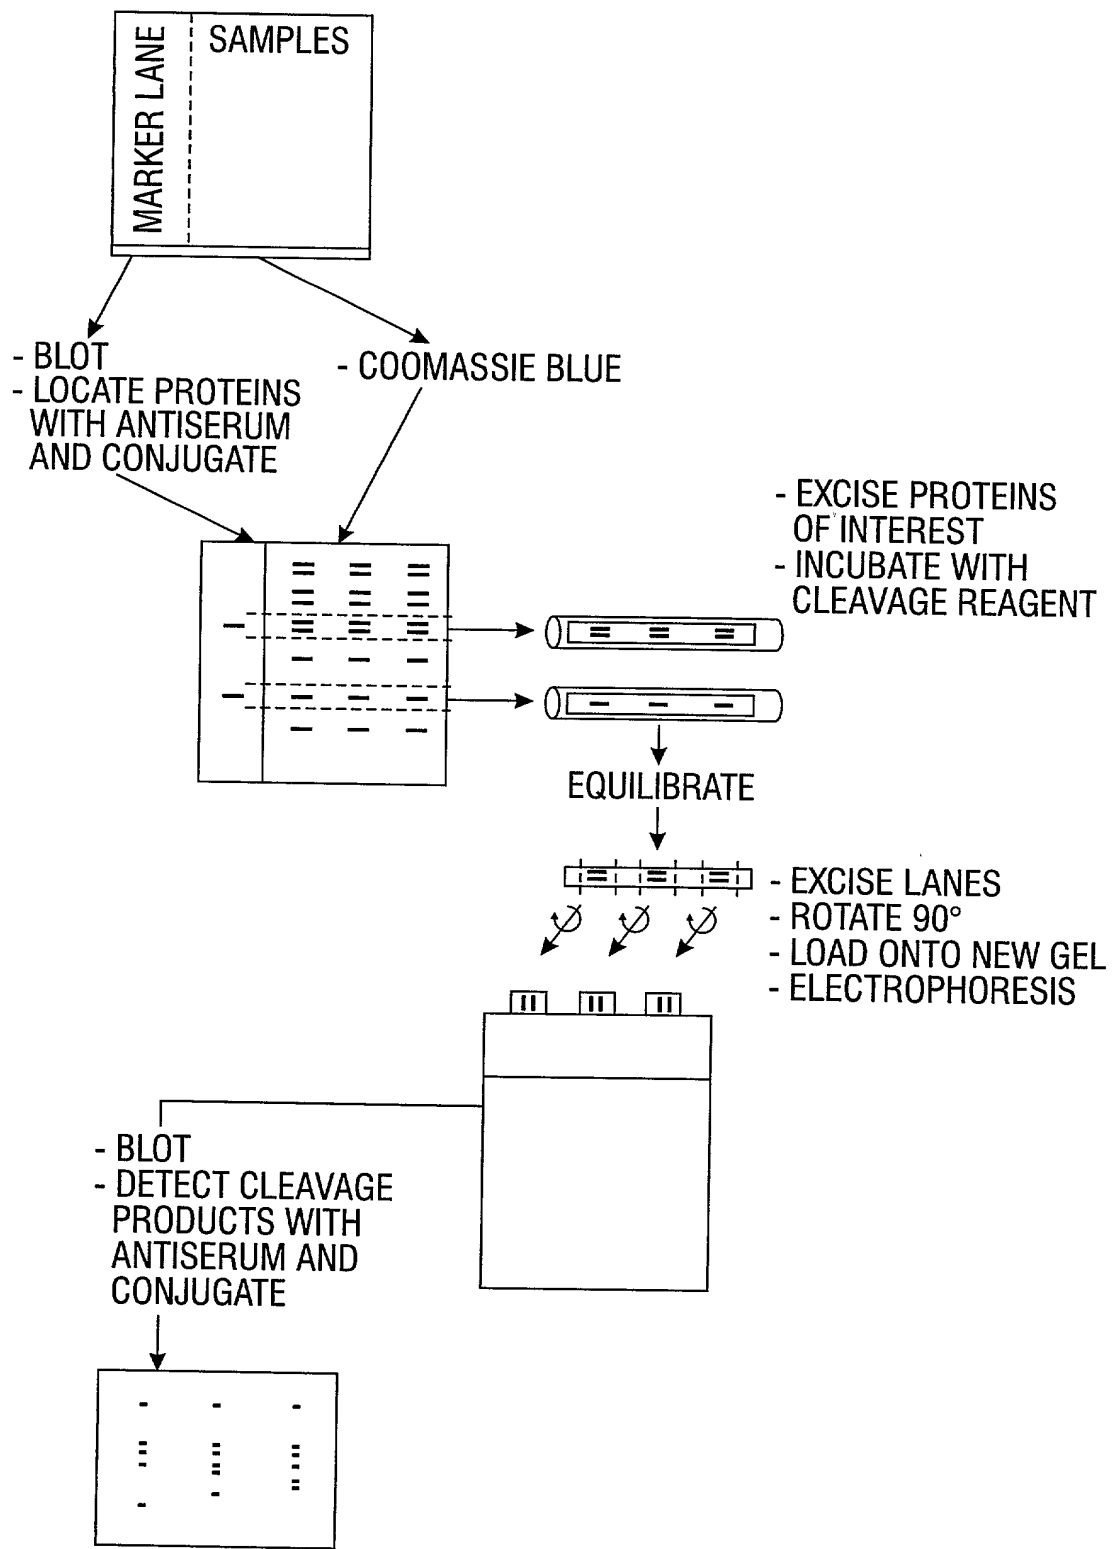 MARKER LANE
SAMPLES
- BLOT
- LOCATE PROTEINS
WITH ANTISERUM
AND CONJUGATE
- COOMASSIE BLUE
- EXCISE PROTEINS
OF INTEREST
- INCUBATE WITH
CLEAVAGE REAGENT
EQUILIBRATE
- EXCISE LANES
- ROTATE 90°
- LOAD ONTO NEW GEL
- ELECTROPHORESIS
- BLOT
- DETECT CLEAVAGE
PRODUCTS WITH
ANTISERUM AND
CONJUGATE